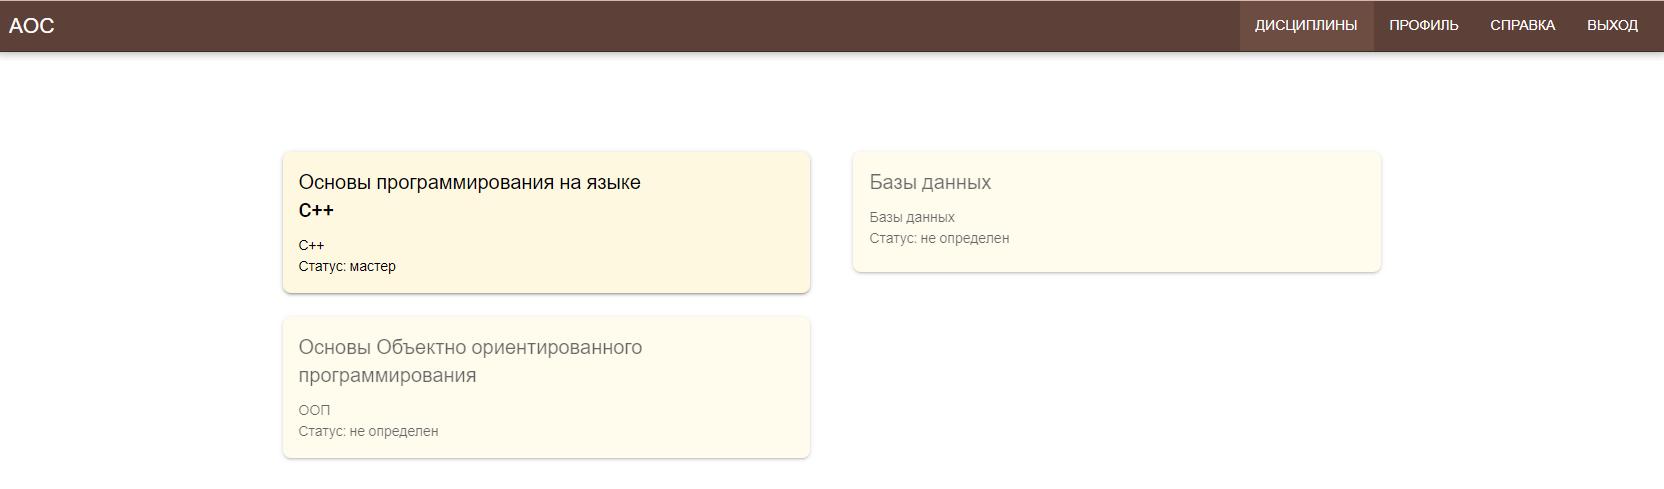 АОС
ДИСЦИПЛИНЫ ПРОФИЛЬ СПРАВКА ВЫХОД
Основы программирования на языке
С++
С++
Статус: мастер
Базы данных
Базы данных
Статус: не определен
Основы Объектно ориентированного
программирования
ООП
Статус: не определен